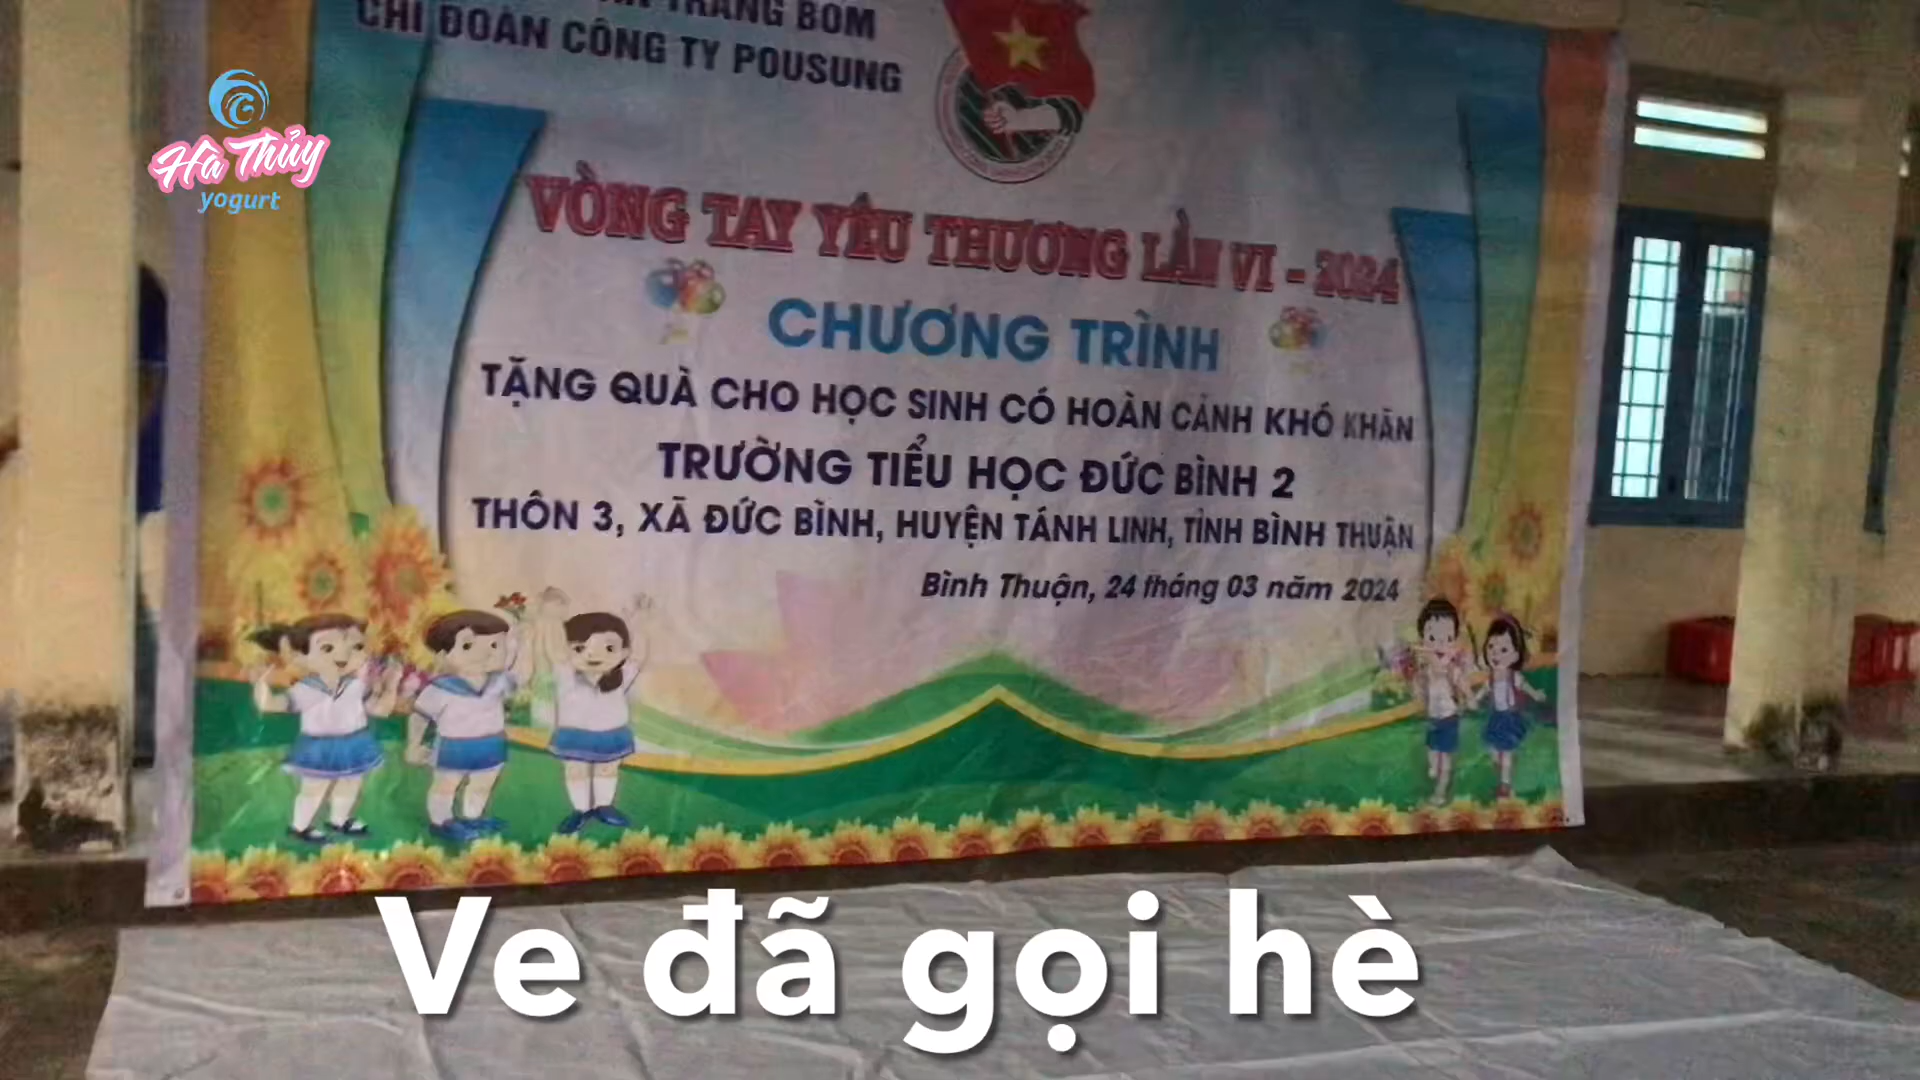 TRẢNG BOM
CHI ĐOÀN CÔNG TY POUSUNG
Hà Thủy
yogurt
VÒNG TAY YÊU THƯƠNG LẦN VI - 2024
CHƯƠNG TRÌNH
TẶNG QUÀ CHO HỌC SINH CÓ HOÀN CẢNH KHÓ KHĂN
TRƯỜNG TIỂU HỌC ĐỨC BÌNH 2
THÔN 3, XÃ ĐỨC BÌNH, HUYỆN TÁNH LINH, TỈNH BÌNH THUẬN
Bình Thuận, 24 tháng 03 năm 2024
Ve đã gọi hè